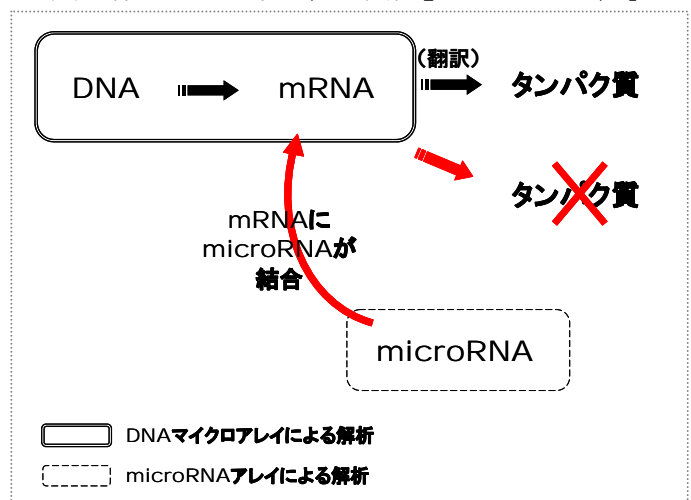 (翻訳)
DNA
mRNA
タンパク質
タンパク質
mRNAに
microRNAが
結合
microRNA
DNAマイクロアレイによる解析
microRNAアレイによる解析